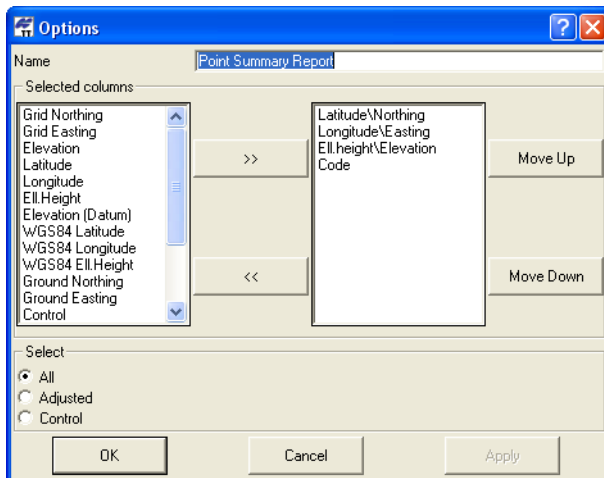 Options
Name
Point Summary Report
Selected columns
Grid Northing
Grid Easting
Elevation
Latitude
Longitude
Ell.Height
Elevation (Datum)
WGS84 Latitude
WGS84 Longitude
WGS84 Ell.Height
Ground Northing
Ground Easting
Control
>>
<<
Latitude\Northing
Longitude\Easting
Ell.height\Elevation
Code
Move Up
Move Down
Select
All
Adjusted
Control
OK
Cancel
Apply